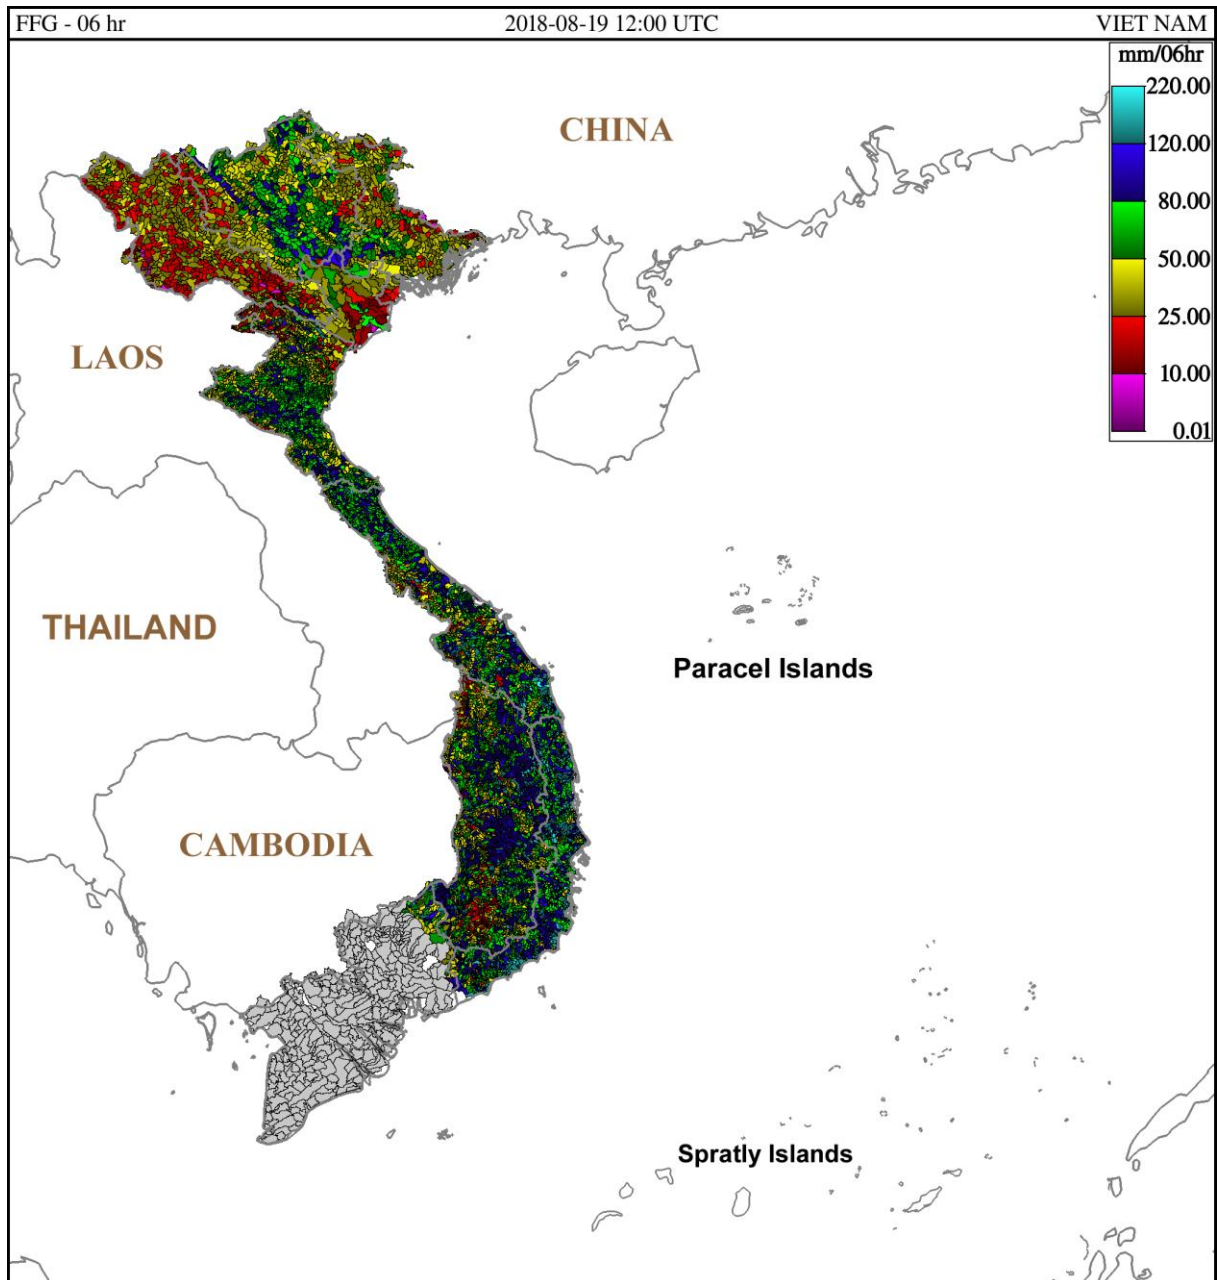 FFG - 06 hr
2018-08-19 12:00 UTC
VIET NAM
mm/06hr
220.00
120.00
80.00
50.00
25.00
10.00
0.01
CHINA
LAOS
THAILAND
Paracel Islands
CAMBODIA
Spratly Islands